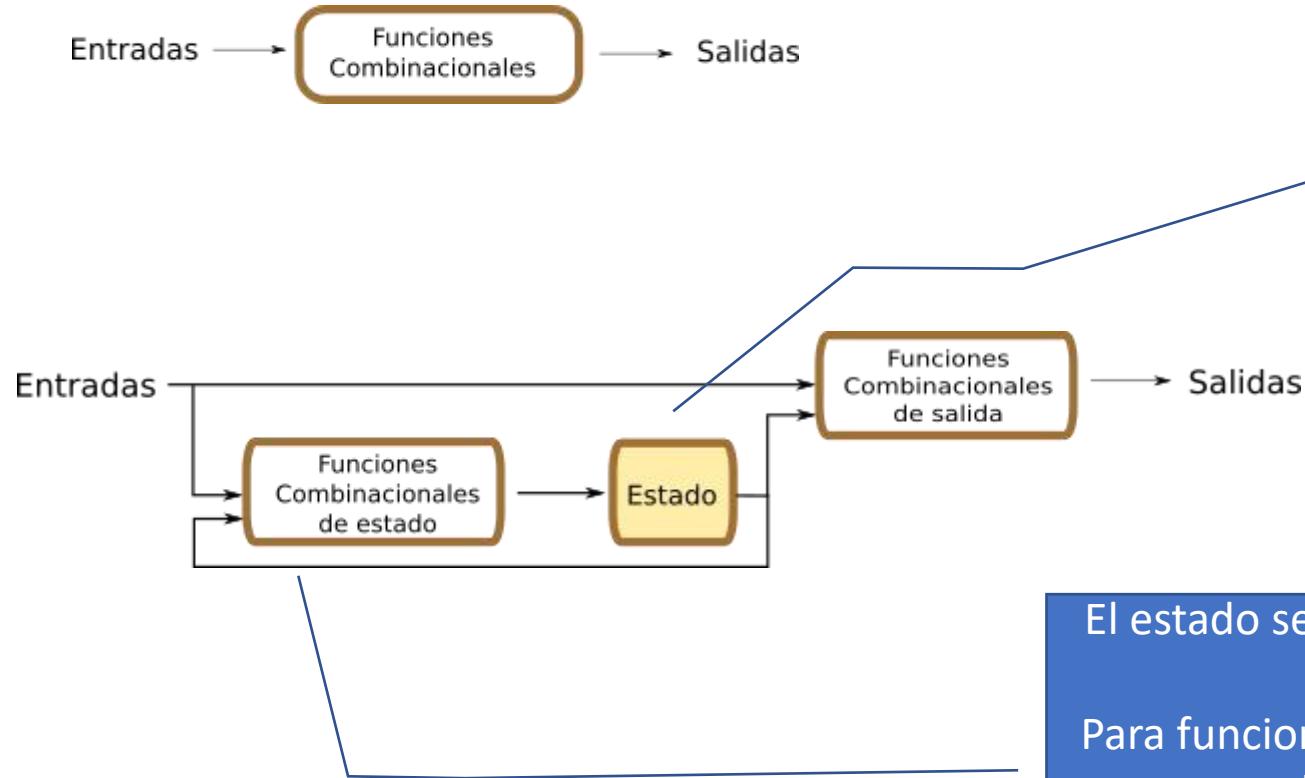 Entradas
Funciones
Combinacionales
Salidas
Entradas
Funciones
Combinacionales
de salida
Salidas
Funciones
Combinacionales
de estado
Estado
El estado se
Para funcion